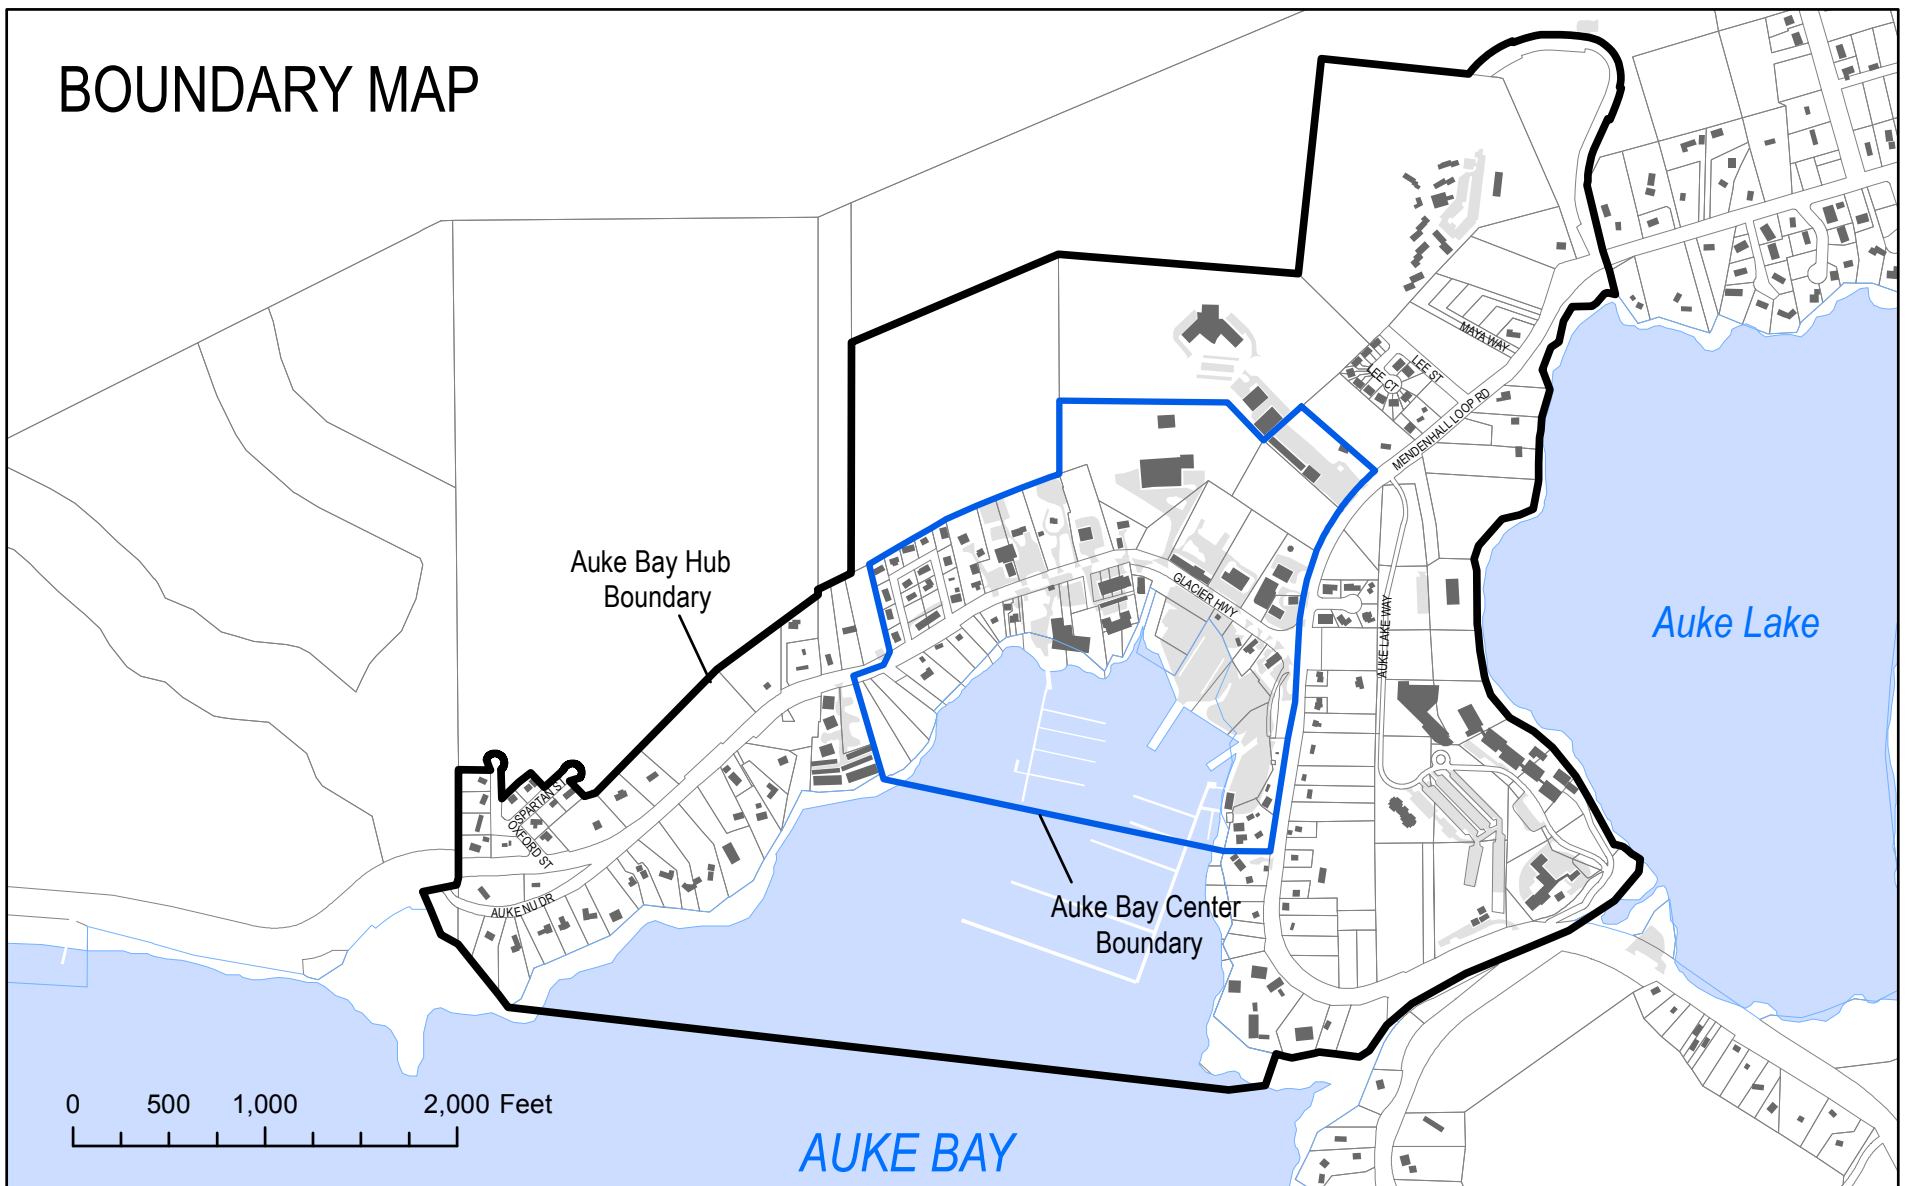 BOUNDARY MAP
MAYA WAY
LEE ST
LEE CT
MENDENHALL LOOP RD
Auke Bay Hub
Boundary
GLACIER HWY
Auke Lake
AUKE LAKE WAY
SPARTAN ST
OXFORD ST
AUKE NU DR
Auke Bay Center
Boundary
0 500 1,000 2,000 Feet
AUKE BAY